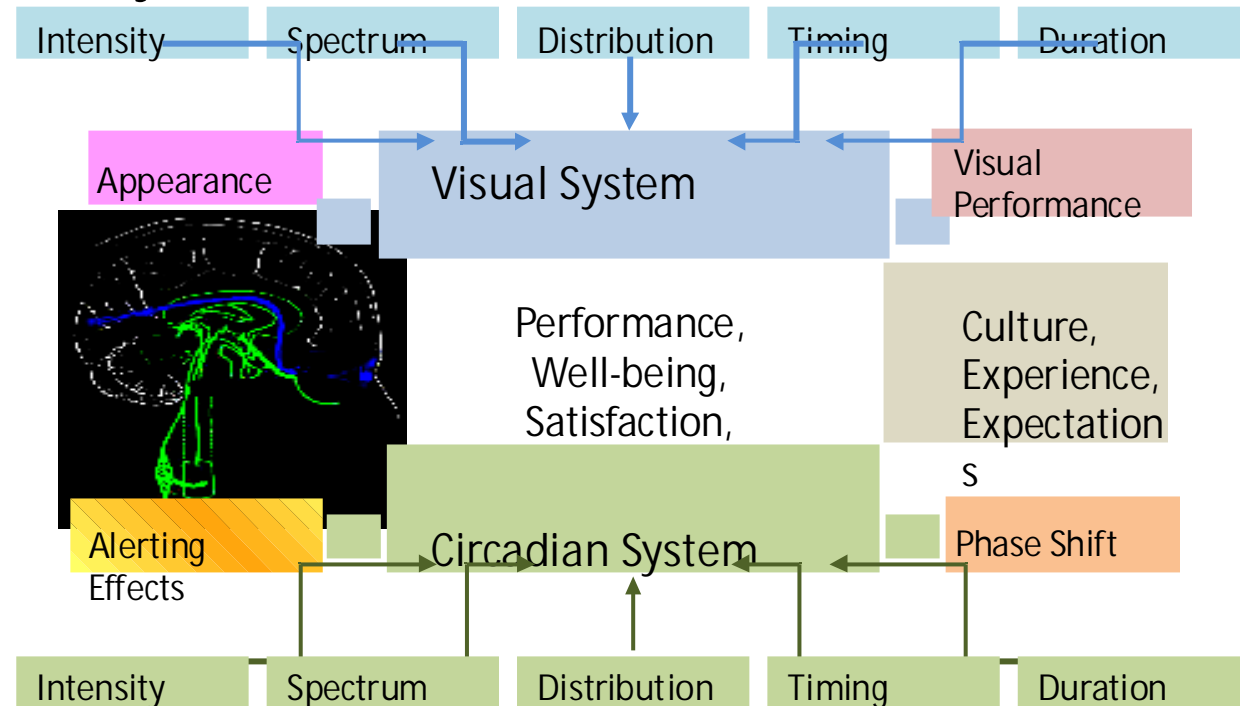 Intensity
Spectrum
Distribution
Timing
Duration
Appearance
Visual System
Visual
Performance
Performance,
Well-being,
Satisfaction,
Culture,
Experience,
Expectation
s
Alerting
Effects
Circadian System
Phase Shift
Intensity
Spectrum
Distribution
Timing
Duration